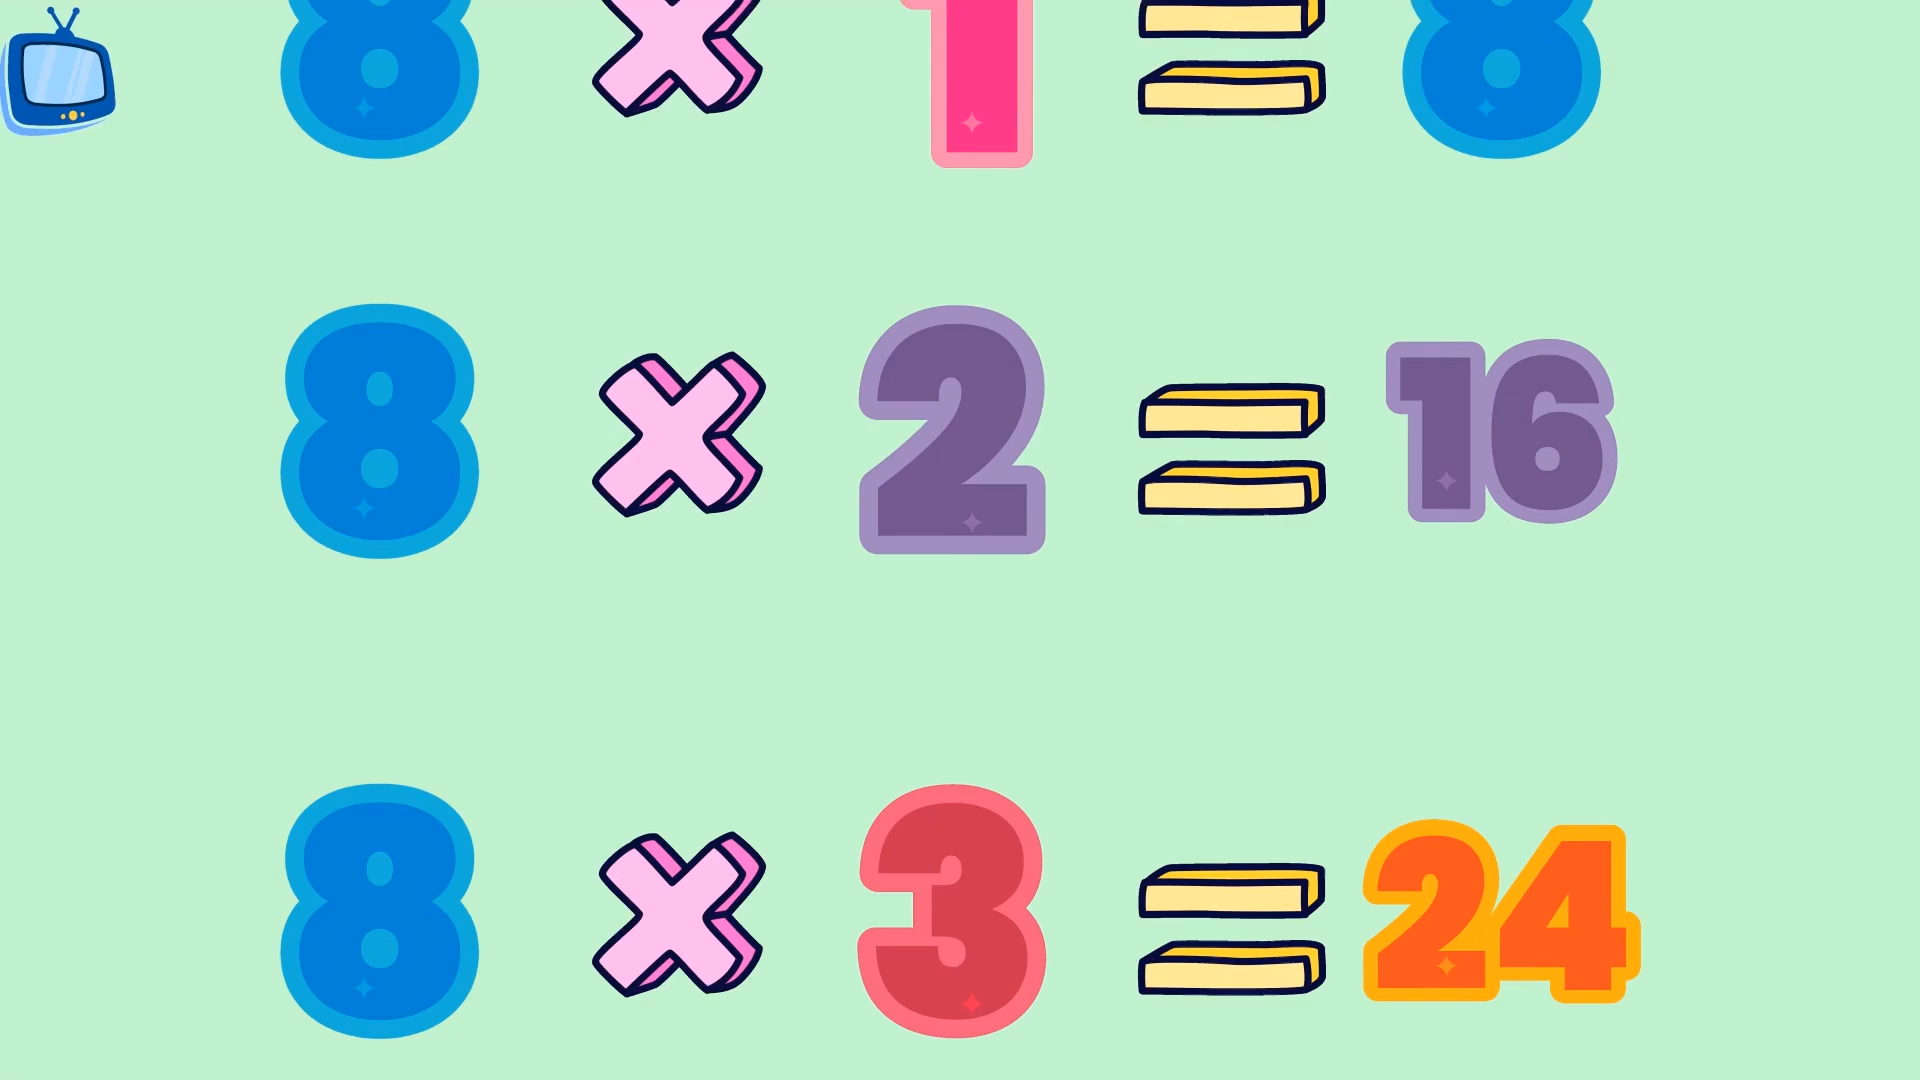 8 × 1 = 8
8 × 2 = 16
8 × 3 = 24